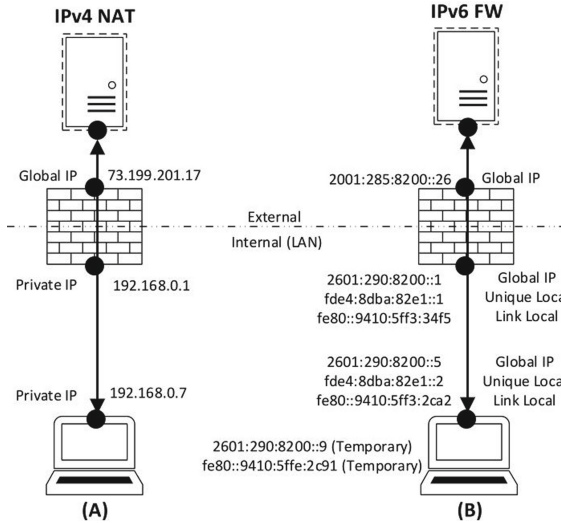 IPv4 NAT
Global IP
73.199.201.17
Private IP
192.168.0.1
Private IP
192.168.0.7
(A)
External
Internal (LAN)
IPv6 FW
2001:285:8200::26
Global IP
2601:290:8200::1
Global IP
fde4:8dba:82e1::1
Unique Loca
fe80::9410:5ff3:34f5
Link Local
2601:290:8200::5
Global IP
fde4:8dba:82e1::2
Unique Loca
fe80::9410:5ff3:2ca2
Link Local
2601:290:8200::9 (Temporary)
fe80::9410:5ffe:2c91 (Temporary)
(B)